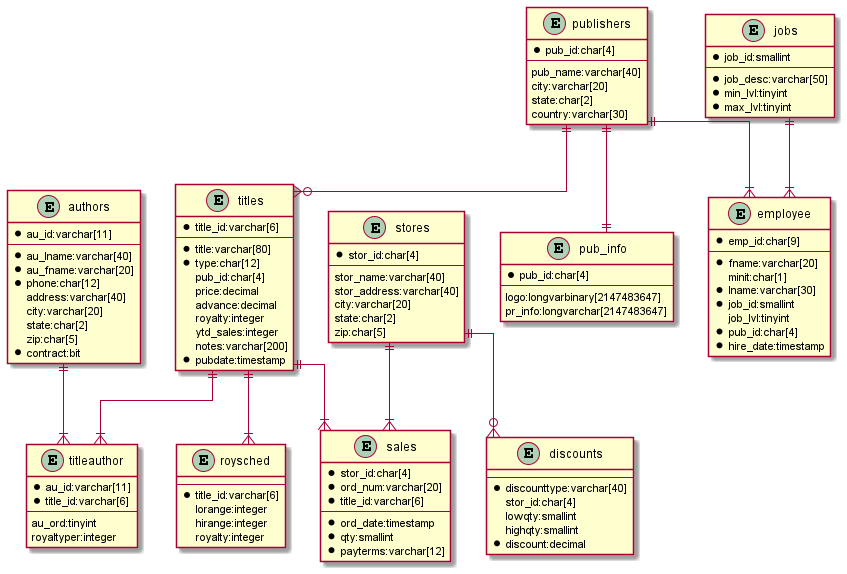 E publishers
pub_id:char[4]
pub_name:varchar[40]
city:varchar[20]
state:char[2]
country:varchar[30]
E jobs
job_id:smallint
job_desc:varchar[50]
min_lvl:tinyint
max_lvl:tinyint
E authors
au_id:varchar[11]
au_lname:varchar[40]
au_fname:varchar[20]
phone:char[12]
address:varchar[40]
city:varchar[20]
state:char[2]
zip:char[5]
contract:bit
E titles
title_id:varchar[6]
title:varchar[80]
type:char[12]
pub_id:char[4]
price:decimal
advance:decimal
royalty:integer
ytd_sales:integer
notes:varchar[200]
pubdate:timestamp
E stores
stor_id:char[4]
stor_name:varchar[40]
stor_address:varchar[40]
city:varchar[20]
state:char[2]
zip:char[5]
E pub_info
pub_id:char[4]
logo:longvarbinary[2147483647]
pr_info:longvarchar[2147483647]
E employee
emp_id:char[9]
fname:varchar[20]
minit:char[1]
lname:varchar[30]
job_id:smallint
job_lvl:tinyint
pub_id:char[4]
hire_date:timestamp
E titleauthor
au_id:varchar[11]
title_id:varchar[6]
au_ord:tinyint
royaltyper:integer
E roysched
title_id:varchar[6]
lorange:integer
hirange:integer
royalty:integer
E sales
stor_id:char[4]
ord_num:varchar[20]
title_id:varchar[6]
ord_date:timestamp
qty:smallint
payterms:varchar[12]
E discounts
discounttype:varchar[40]
stor_id:char[4]
lowqty:smallint
highqty:smallint
discount:decimal